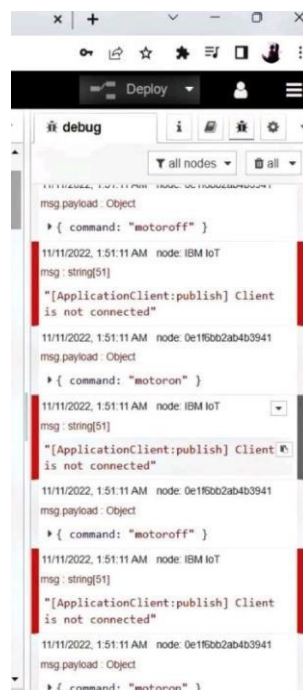 Deploy
debug
i
all nodes
all
msg.payload : Object
{ command: "motoroff" }
11/11/2022, 1:51:11 AM node: IBM IoT
msg : string[51]
"[ApplicationClient:publish] Client
is not connected"
11/11/2022, 1:51:11 AM node: 0e1f6bb2ab4b3941
msg.payload : Object
{ command: "motoron" }
11/11/2022, 1:51:11 AM node: IBM IoT
msg : string[51]
"[ApplicationClient:publish] Client
is not connected"
11/11/2022, 1:51:11 AM node: 0e1f6bb2ab4b3941
msg.payload : Object
{ command: "motoroff" }
11/11/2022, 1:51:11 AM node: IBM IoT
msg : string[51]
"[ApplicationClient:publish] Client
is not connected"
11/11/2022, 1:51:11 AM node: 0e1f6bb2ab4b3941
msg.payload : Object
{ command: "motoron" }